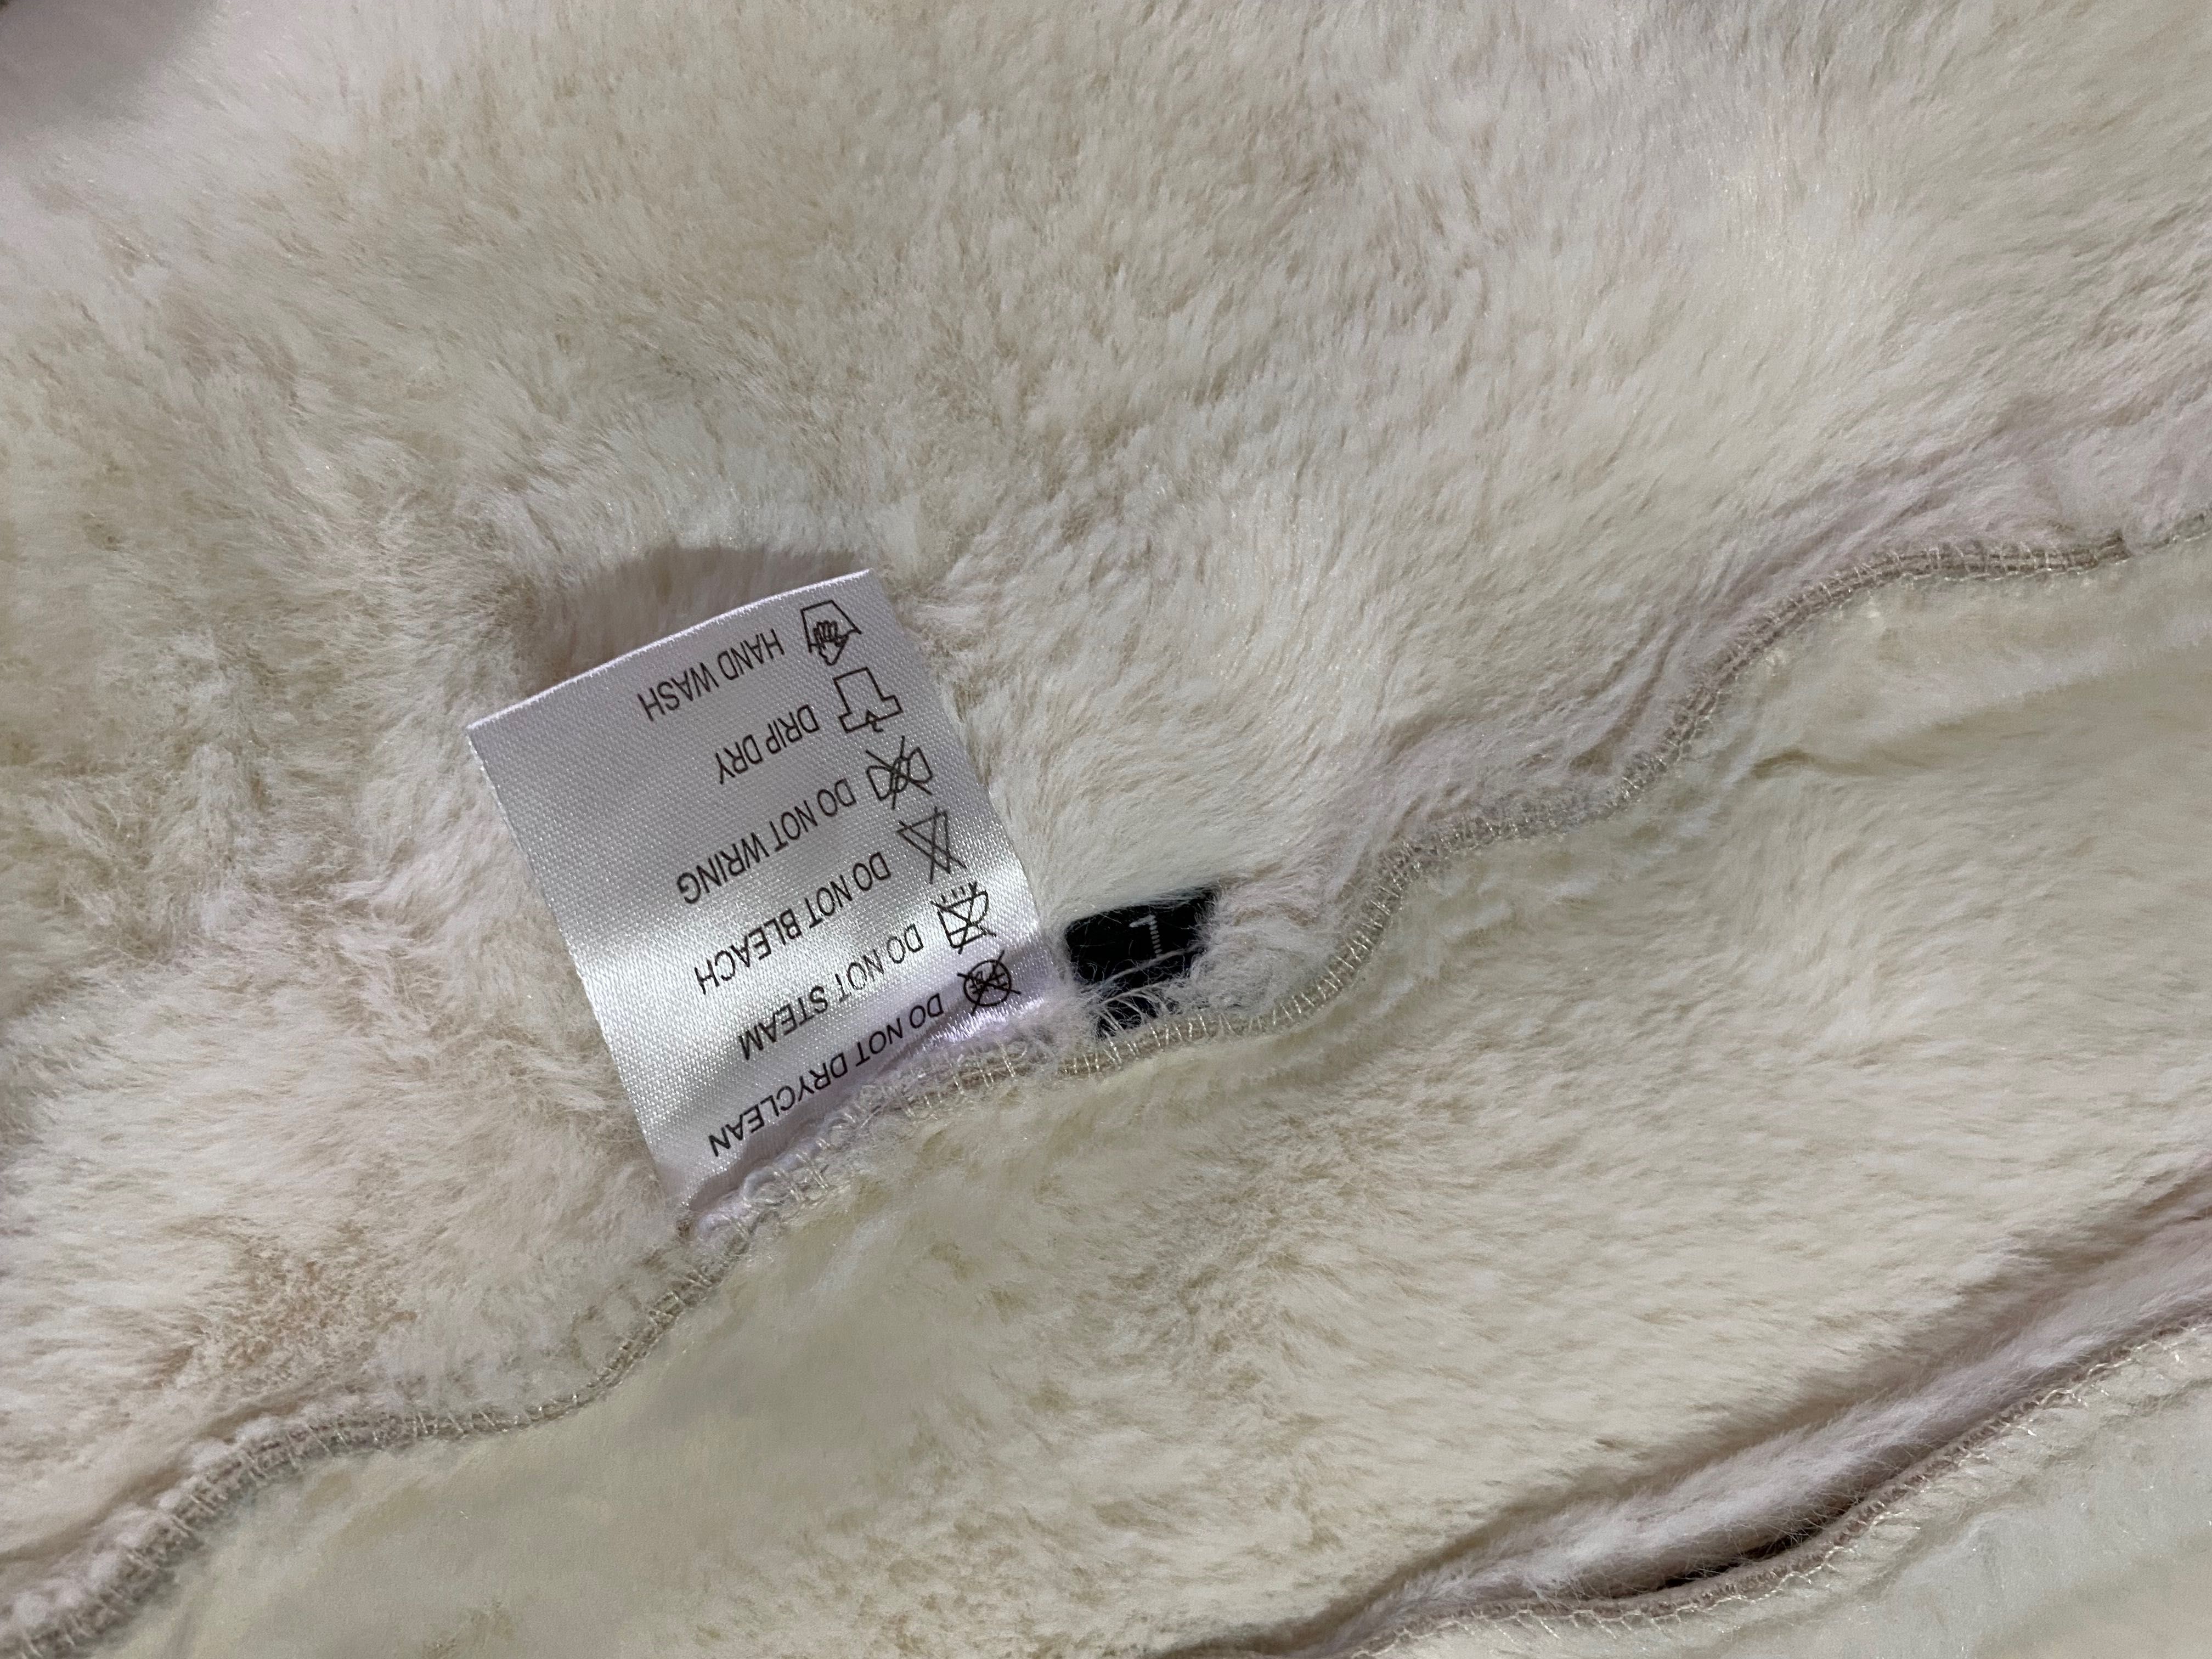 DO NOT DRYCLEAN
DO NOT STEAM
DO NOT BLEACH
DO NOT WRING
DRIP DRY
HAND WASH
L